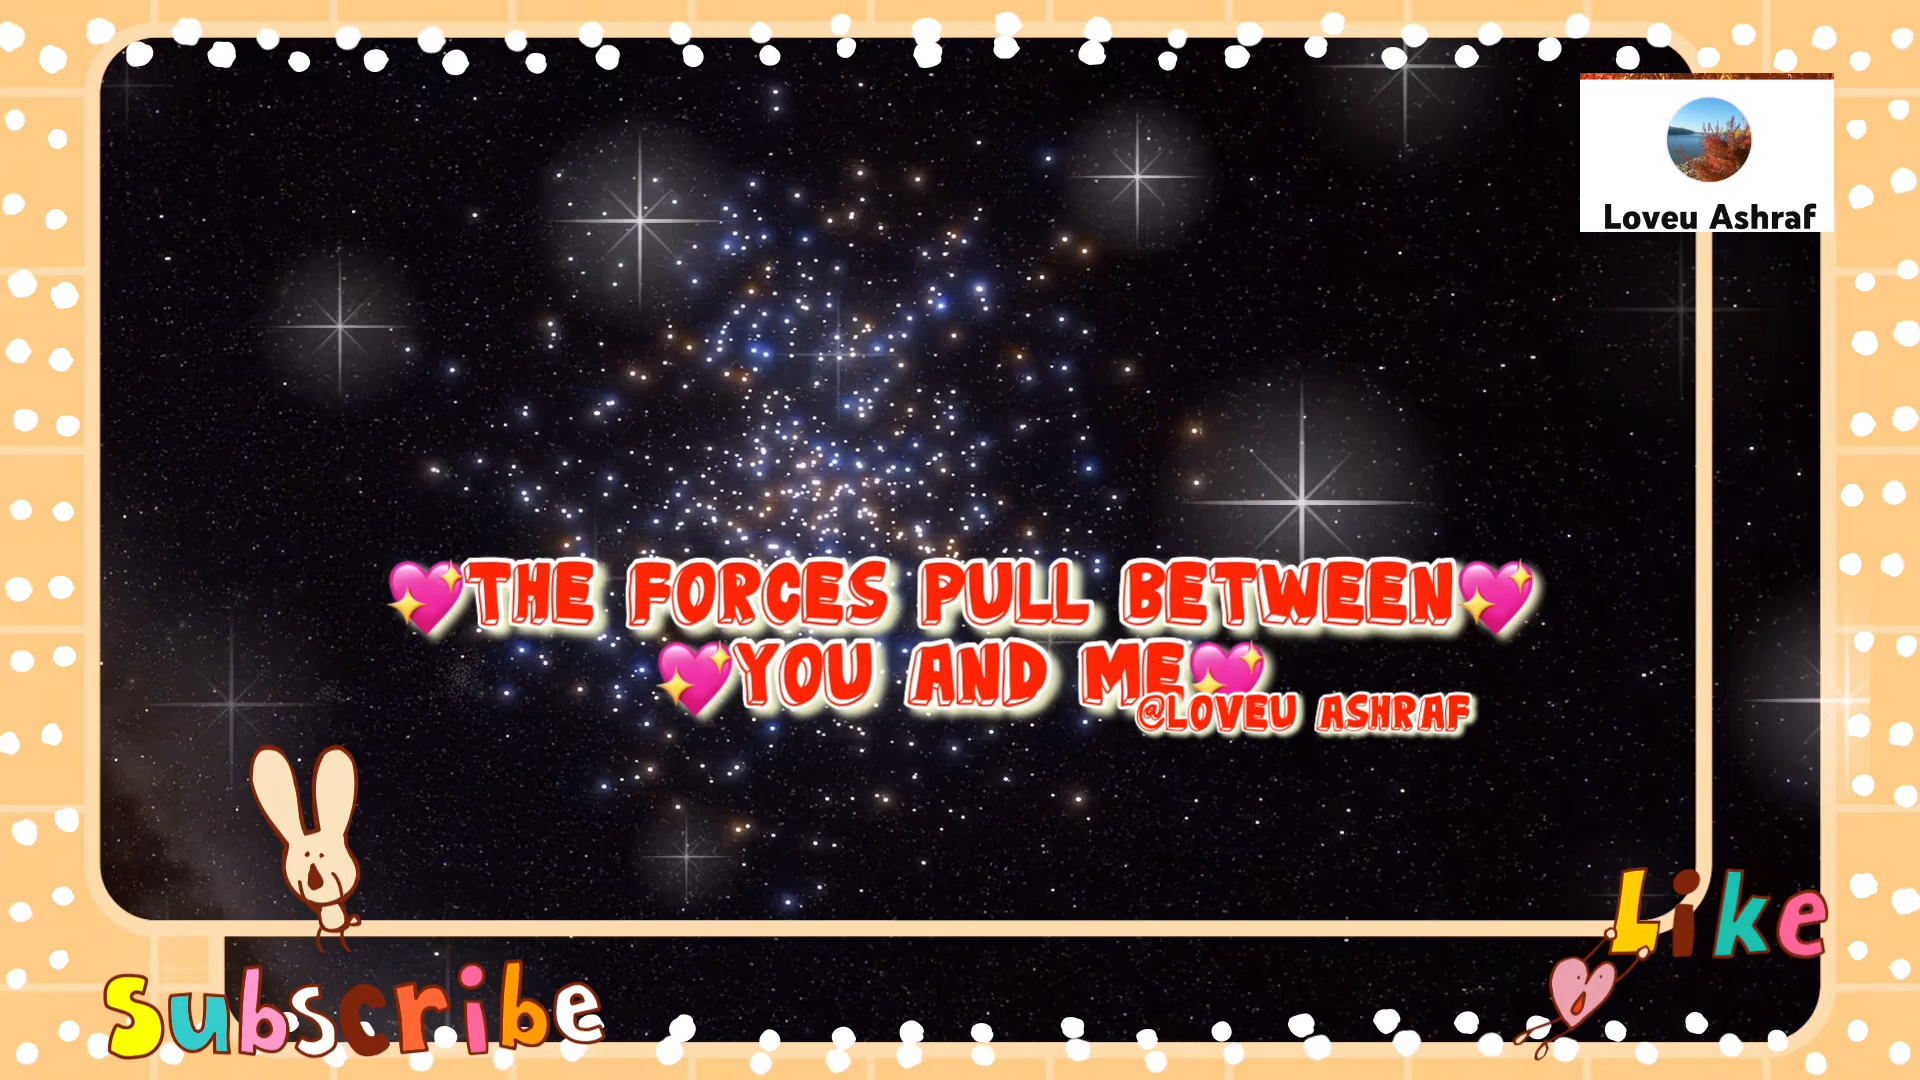 Loveu Ashraf
💖THE FORCES PULL BETWEEN💖
💖YOU AND ME💖
@LOVEU ASHRAF
Like
Subscribe